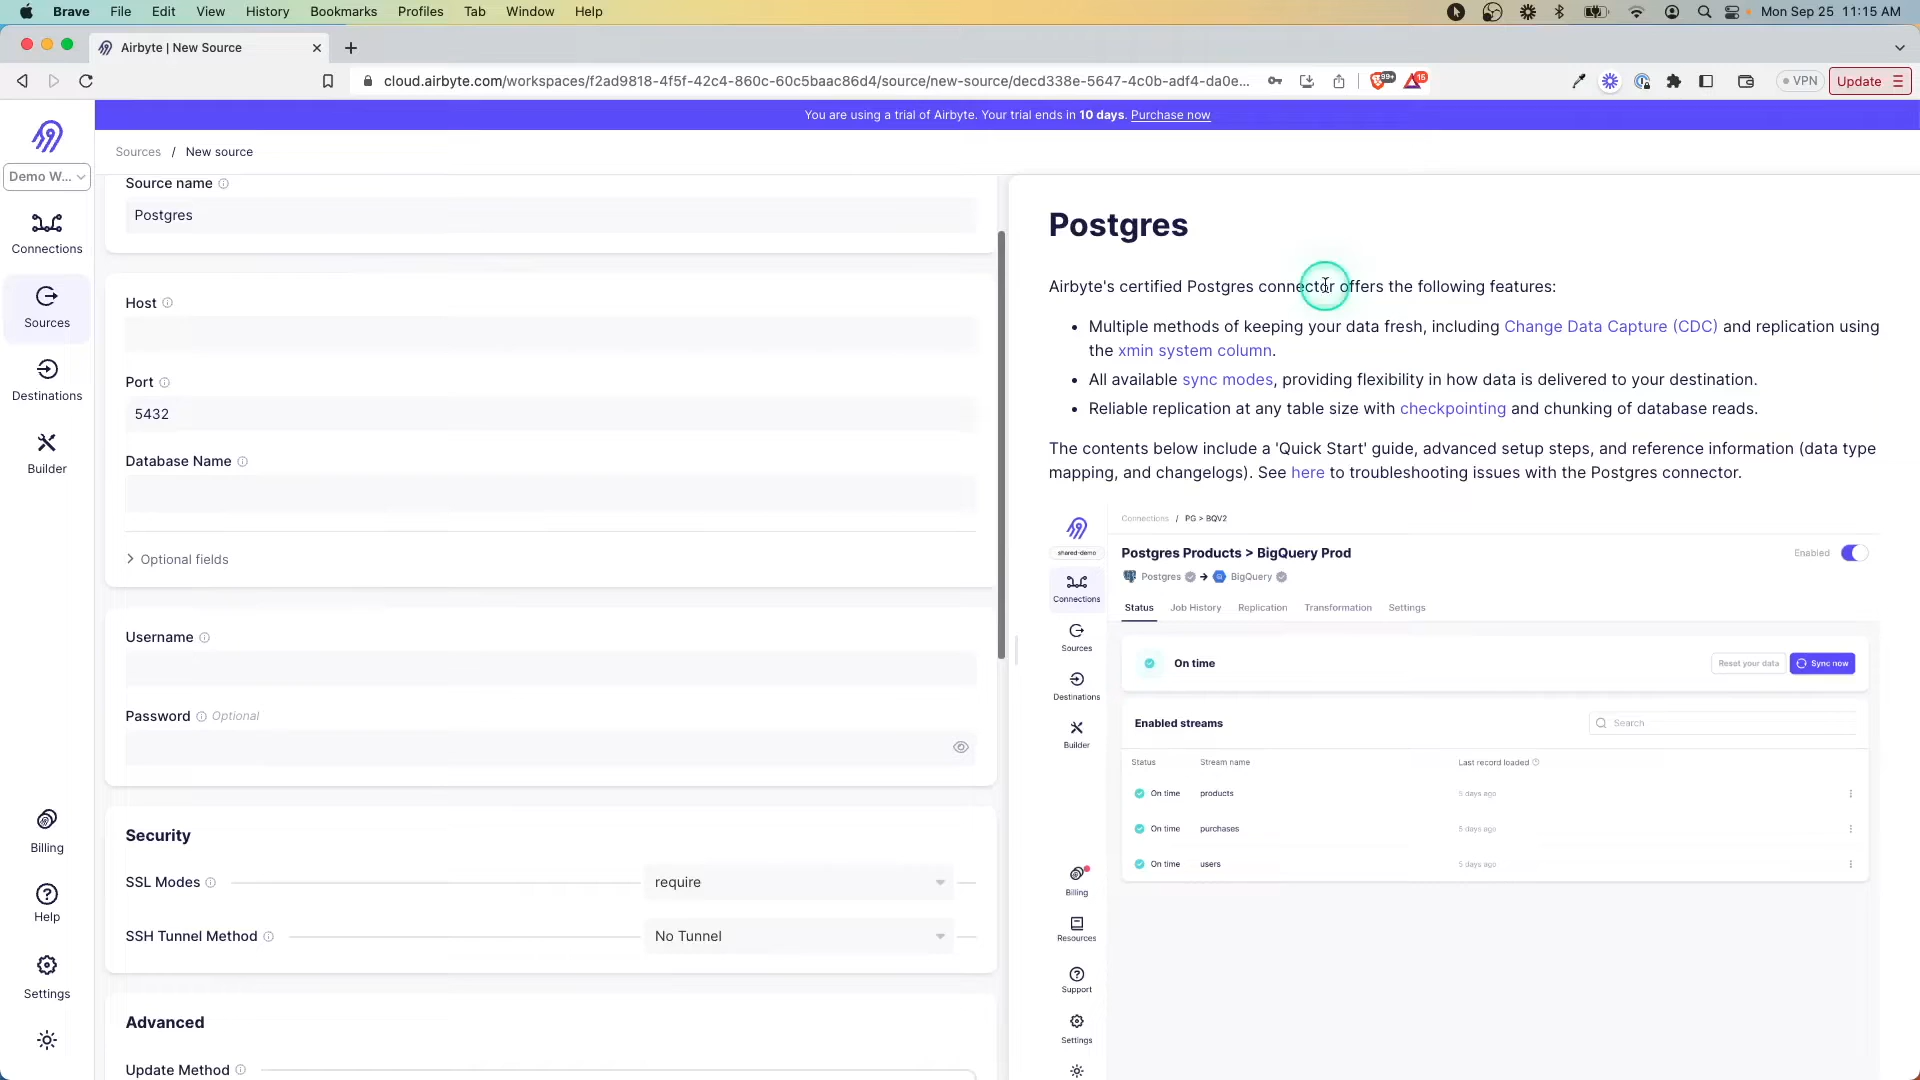 Brave File Edit View History Bookmarks Profiles Tab Window Help Mon Sep 25 11:15 AM
Airbyte | New Source
cloud.airbyte.com/workspaces/f2ad9818-4f5f-42c4-860c-60c5baac86d4/source/new-source/decd338e-5647-4c0b-adf4-da0e... 99+ 15 VPN Update
You are using a trial of Airbyte. Your trial ends in 10 days. Purchase now
Demo W...
Connections
Sources
Destinations
Builder
Billing
Help
Settings
Sources / New source
Source name
Postgres
Host
Port
5432
Database Name
Optional fields
Username
Password Optional
Security
SSL Modes require
SSH Tunnel Method No Tunnel
Advanced
Update Method
Postgres
Airbyte's certified Postgres connector offers the following features:
• Multiple methods of keeping your data fresh, including Change Data Capture (CDC) and replication using
the xmin system column.
• All available sync modes, providing flexibility in how data is delivered to your destination.
• Reliable replication at any table size with checkpointing and chunking of database reads.
The contents below include a 'Quick Start' guide, advanced setup steps, and reference information (data type
mapping, and changelogs). See here to troubleshooting issues with the Postgres connector.
shared-demo
Connections
Sources
Destinations
Builder
Billing
Resources
Support
Settings
Connections / PG > BQV2
Postgres Products > BigQuery Prod Enabled
Postgres → BigQuery
Status Job History Replication Transformation Settings
On time Reset your data Sync now
Enabled streams Search
Status Stream name Last record loaded
On time products 5 days ago
On time purchases 5 days ago
On time users 5 days ago